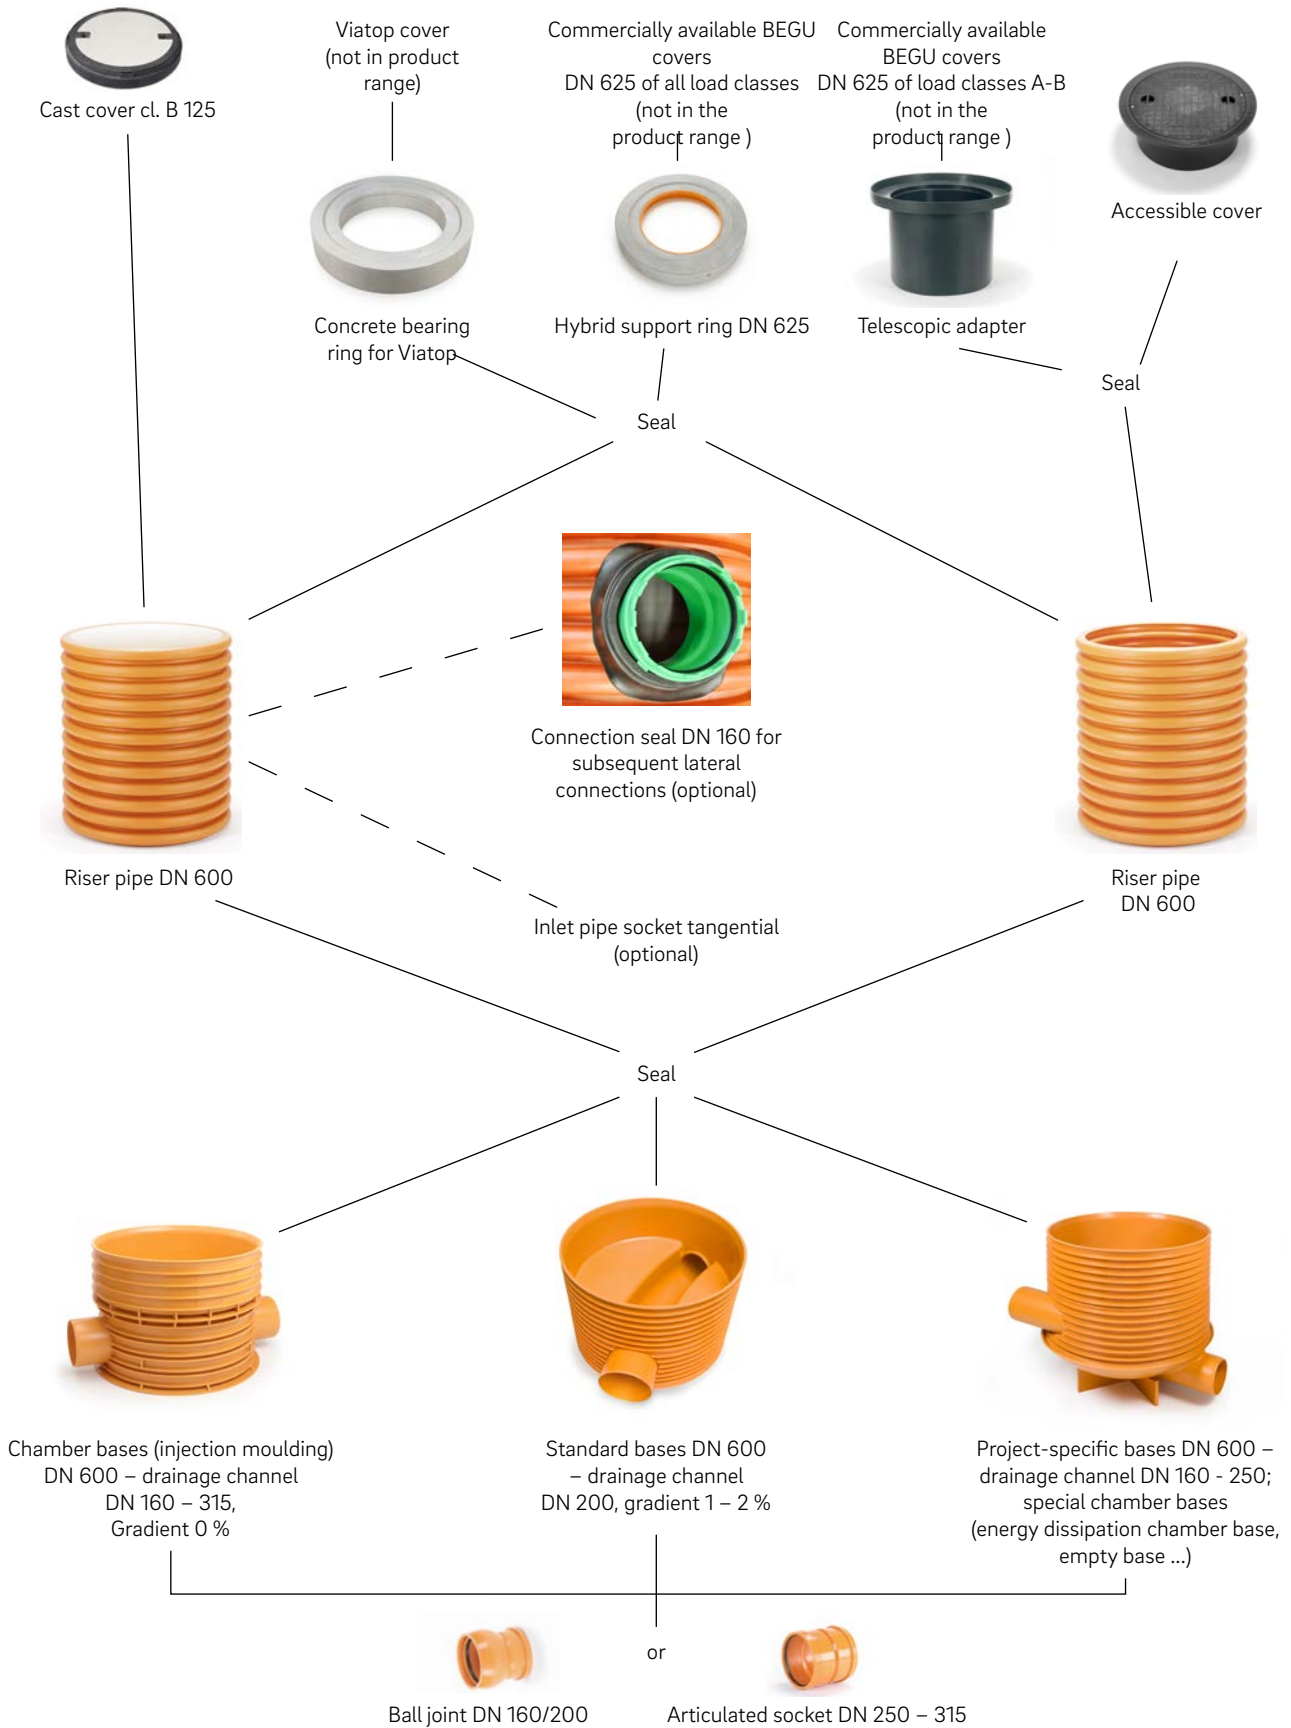 Viatop cover
(not in product
range)
Commercially available BEGU
covers
DN 625 of all load classes
(not in the
product range )
Commercially available
BEGU covers
DN 625 of load classes A-B
(not in the
product range )
Cast cover cl. B 125
Accessible cover
Concrete bearing
ring for Viatop
Hybrid support ring DN 625
Telescopic adapter
Seal
Seal
Connection seal DN 160 for
subsequent lateral
connections (optional)
Riser pipe DN 600
Riser pipe
DN 600
Inlet pipe socket tangential
(optional)
Seal
Chamber bases (injection moulding)
DN 600 – drainage channel
DN 160 – 315,
Gradient 0 %
Standard bases DN 600
– drainage channel
DN 200, gradient 1 – 2 %
Project-specific bases DN 600 –
drainage channel DN 160 - 250;
special chamber bases
(energy dissipation chamber base,
empty base ...)
or
Ball joint DN 160/200
Articulated socket DN 250 – 315